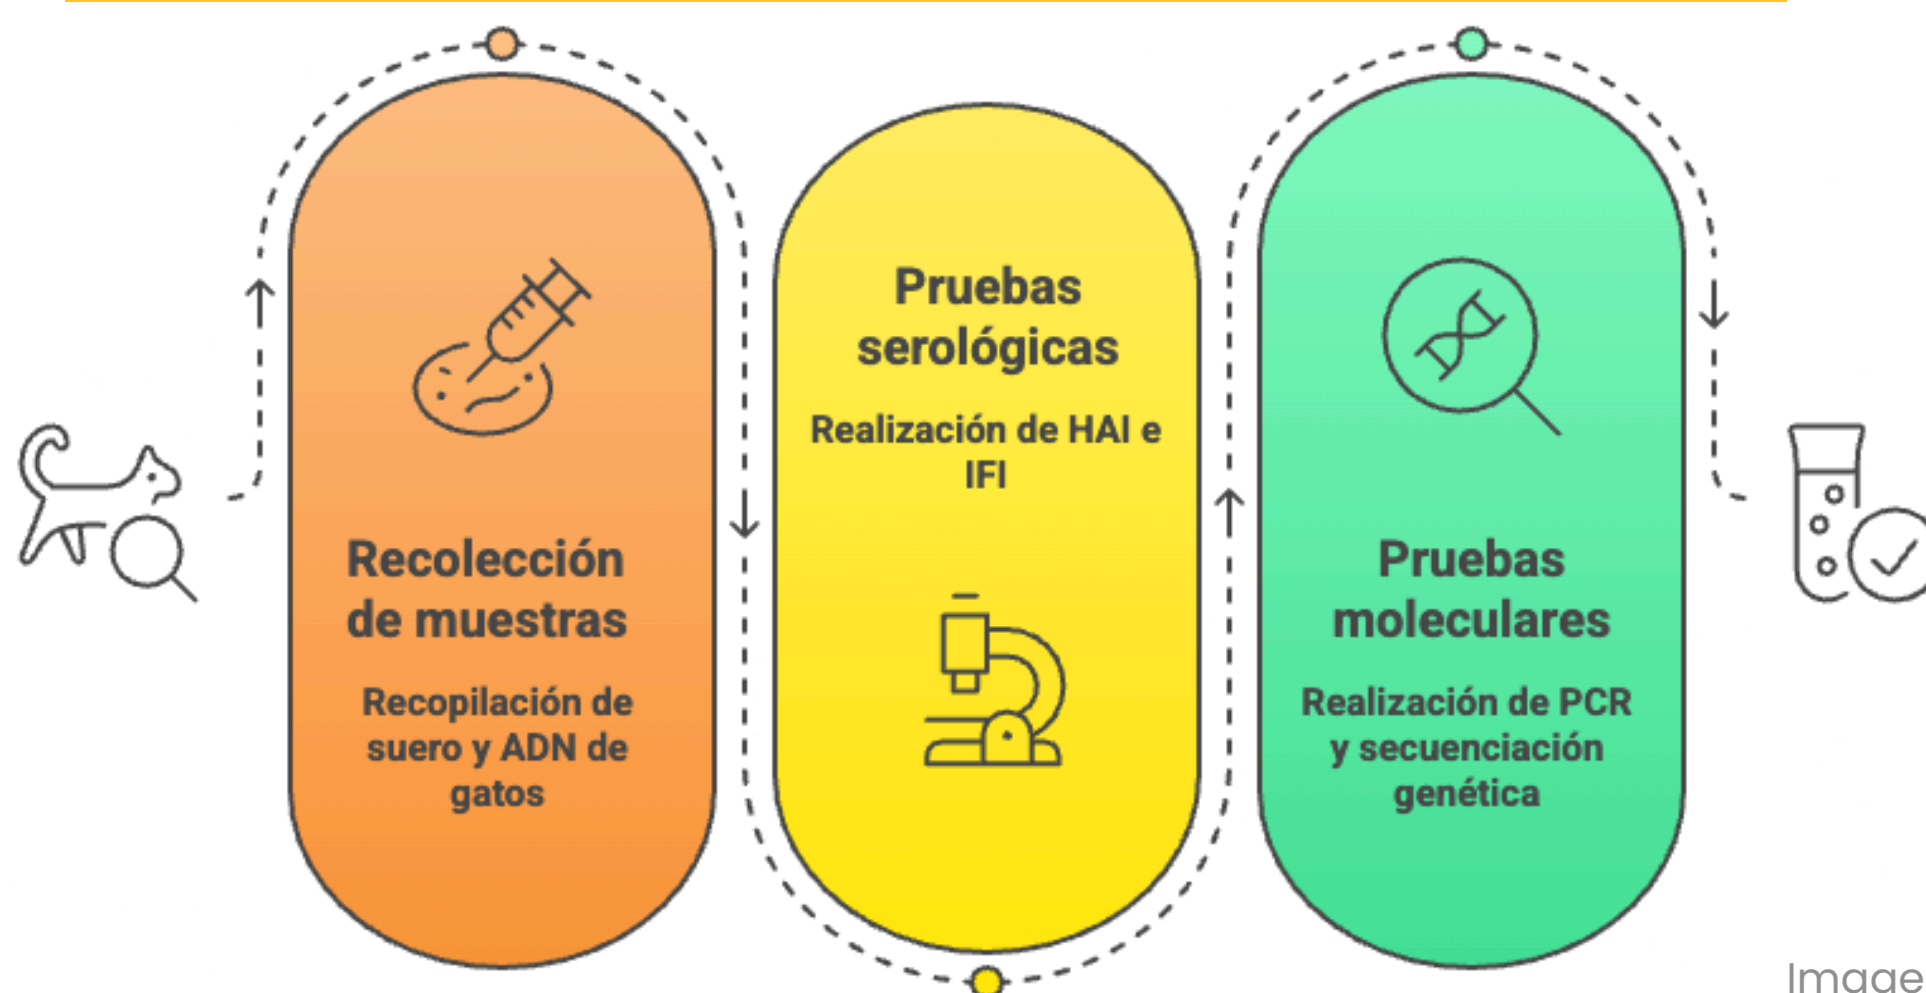 Recolección
de muestras
Recopilación de
suero y ADN de
gatos
Pruebas
serológicas
Realización de HAI e
IFI
Pruebas
moleculares
Realización de PCR
y secuenciación
genética
Image